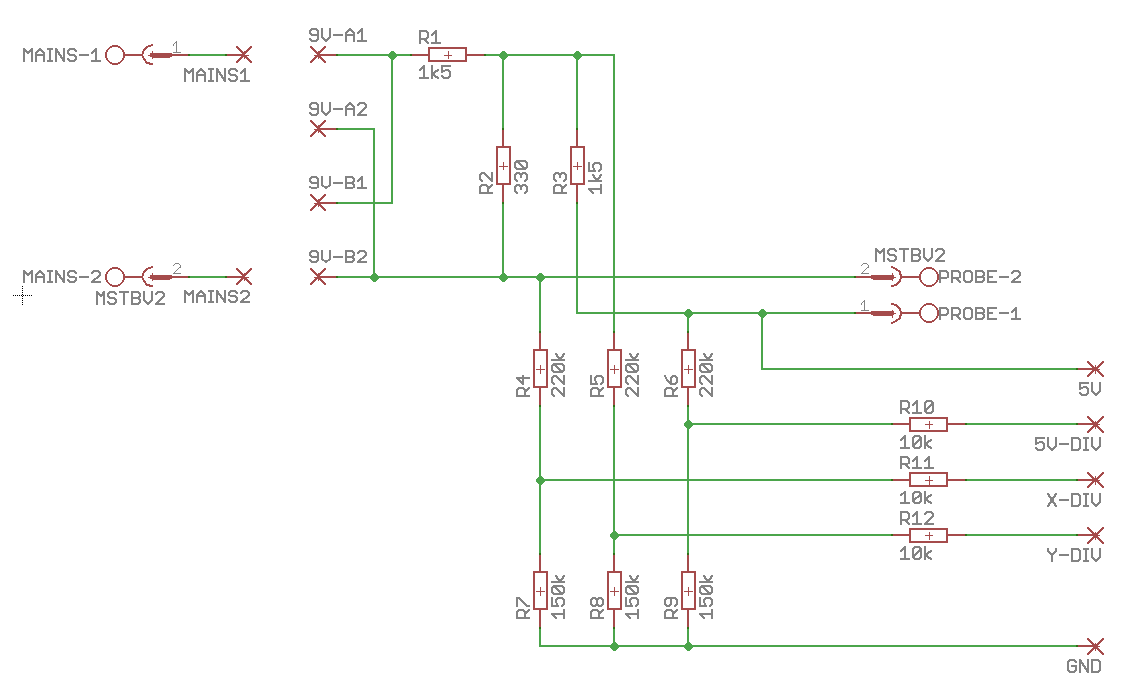 9V-A1
R1
MAINS-1
1
MAINS1
1k5
9V-A2
R2
330
R3
1k5
9V-B1
9V-B2
MSTBV2
MAINS-2
2
MSTBV2
MAINS2
2
PROBE-2
1
PROBE-1
R4
220k
R5
220k
R6
220k
5V
R10
10k
5V-DIV
R11
10k
X-DIV
R12
10k
Y-DIV
R7
150k
R8
150k
R9
150k
GND